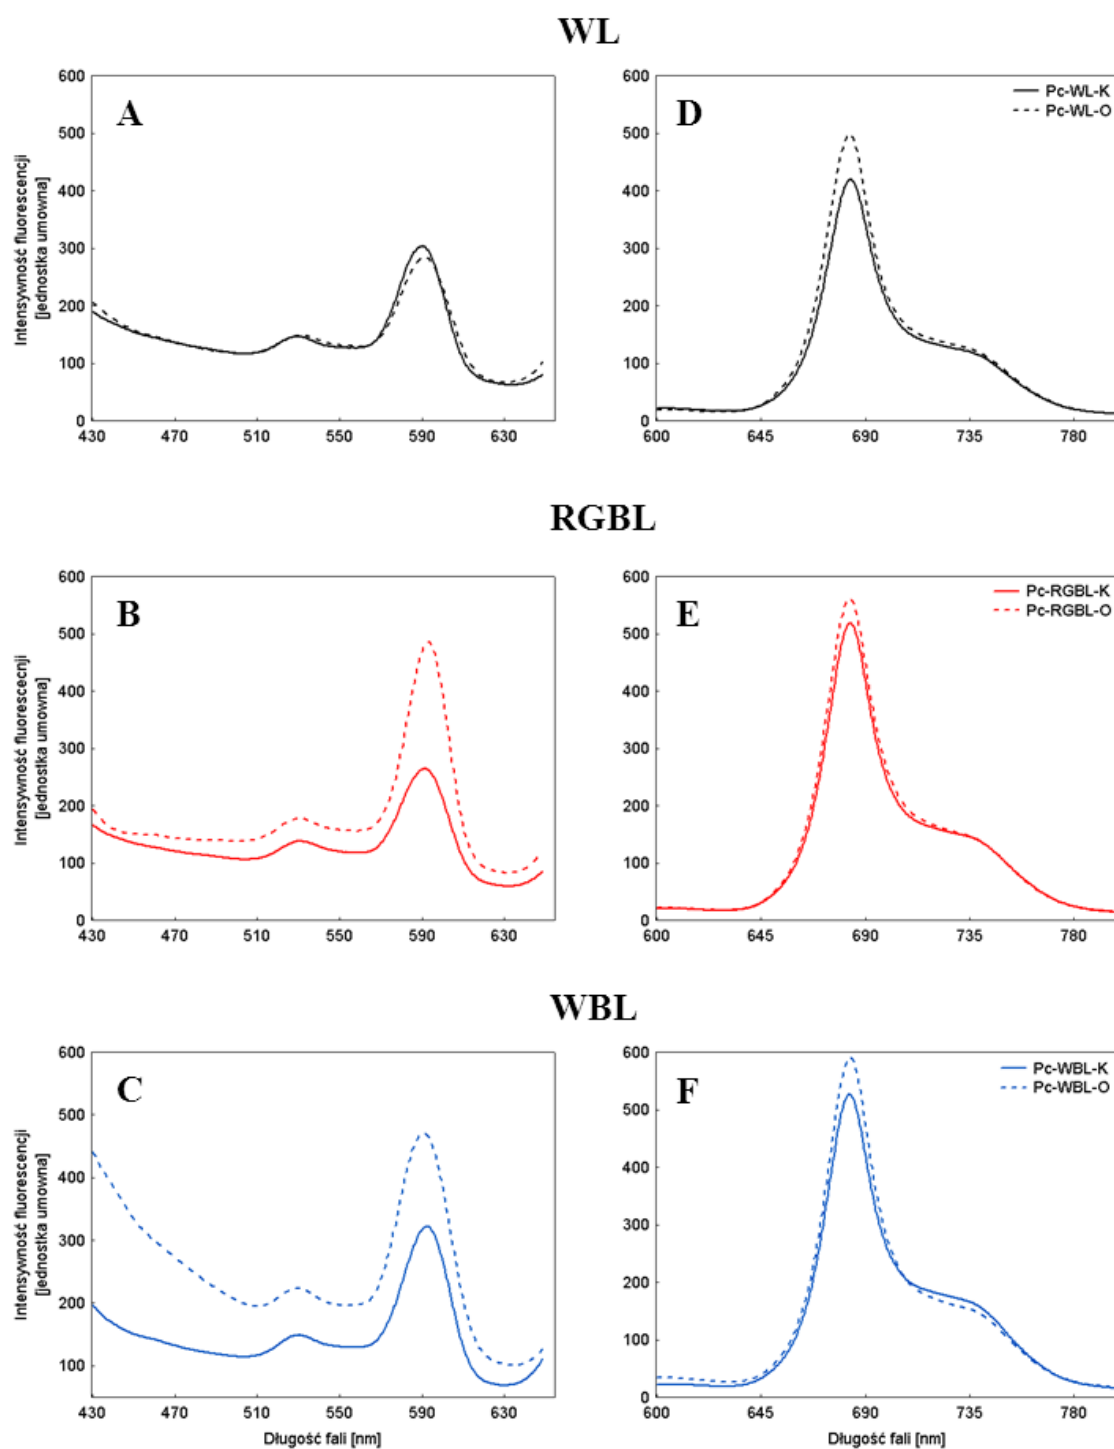 WL
A
600
500
400
300
200
100
0
Intensywność fluorescencji
[jednostka umowna]
430 470 510 550 590 630
D
Pc-WL-K
Pc-WL-O
600
500
400
300
200
100
0
600 645 690 735 780
RGBL
B
600
500
400
300
200
100
0
Intensywność fluorescecnji
[jednostka umowna]
430 470 510 550 590 630
E
Pc-RGBL-K
Pc-RGBL-O
600
500
400
300
200
100
0
600 645 690 735 780
WBL
C
600
500
400
300
200
100
Intensywność fluorescencji
[jednostka umowna]
430 470 510 550 590 630
Długość fali [nm]
F
Pc-WBL-K
Pc-WBL-O
600
500
400
300
200
100
0
600 645 690 735 780
Długość fali [nm]